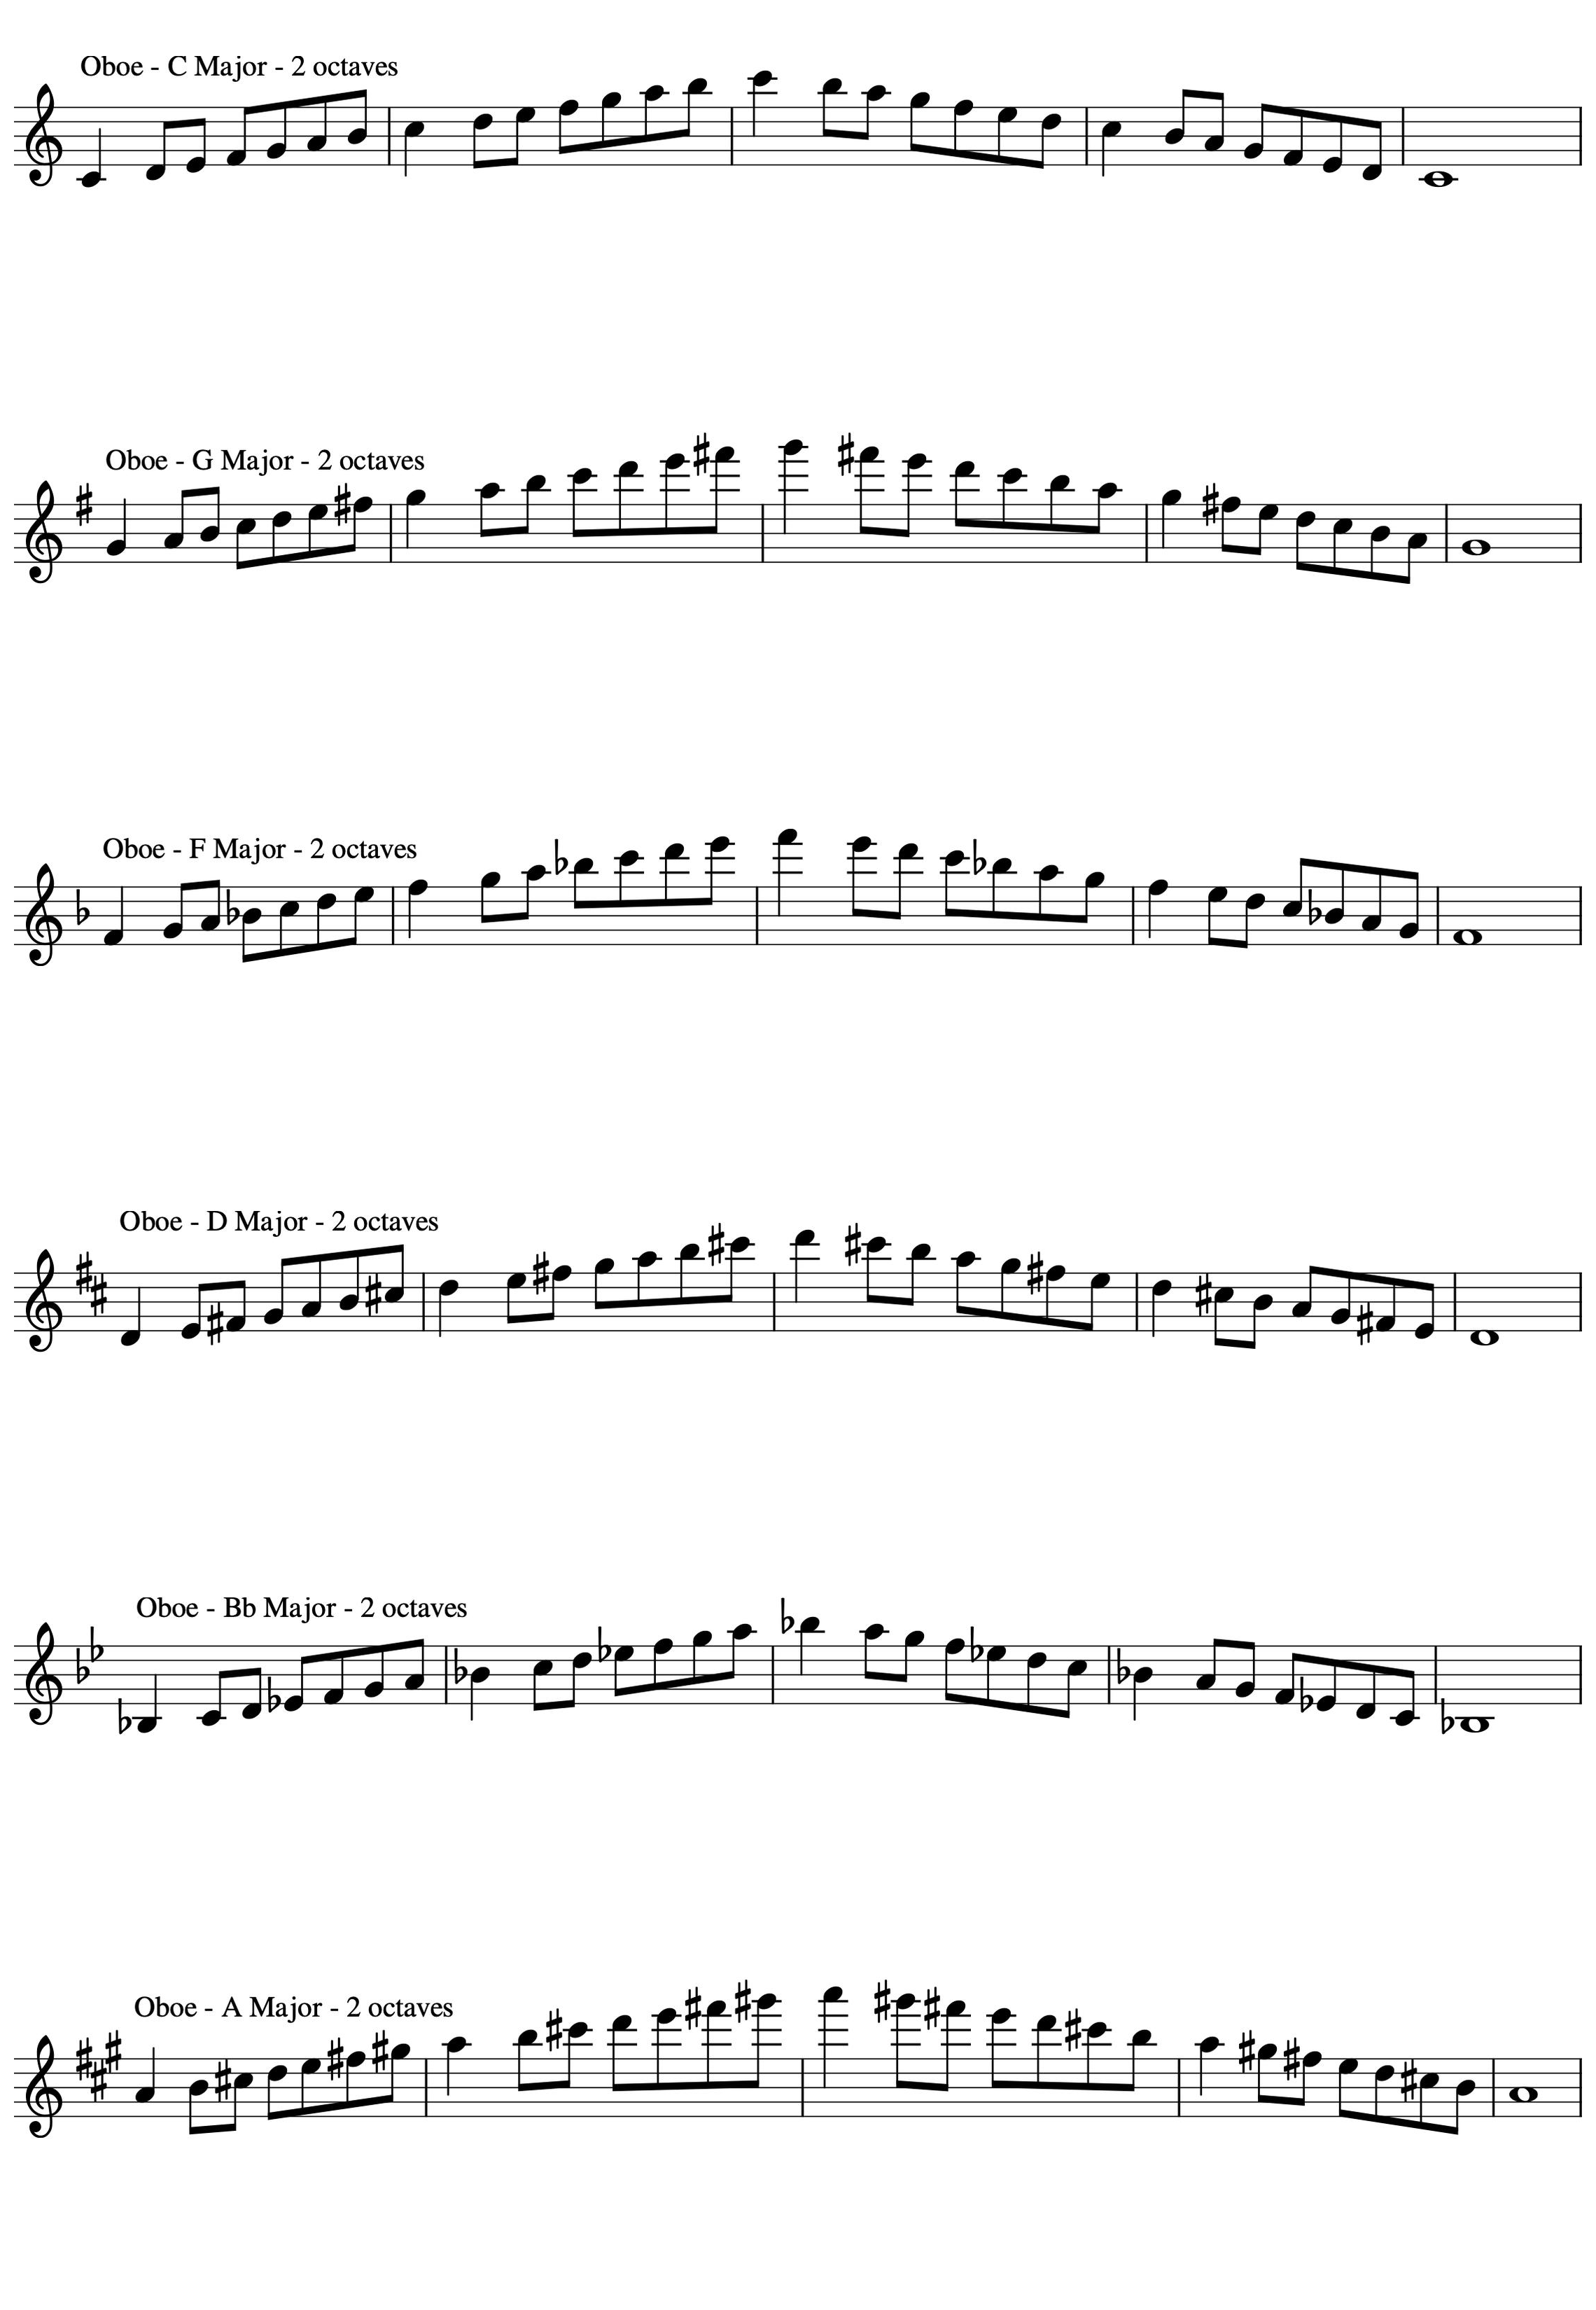 Oboe - C Major - 2 octaves
Oboe - G Major - 2 octaves
Oboe - F Major - 2 octaves
Oboe - D Major - 2 octaves
Oboe - Bb Major - 2 octaves
Oboe - A Major - 2 octaves